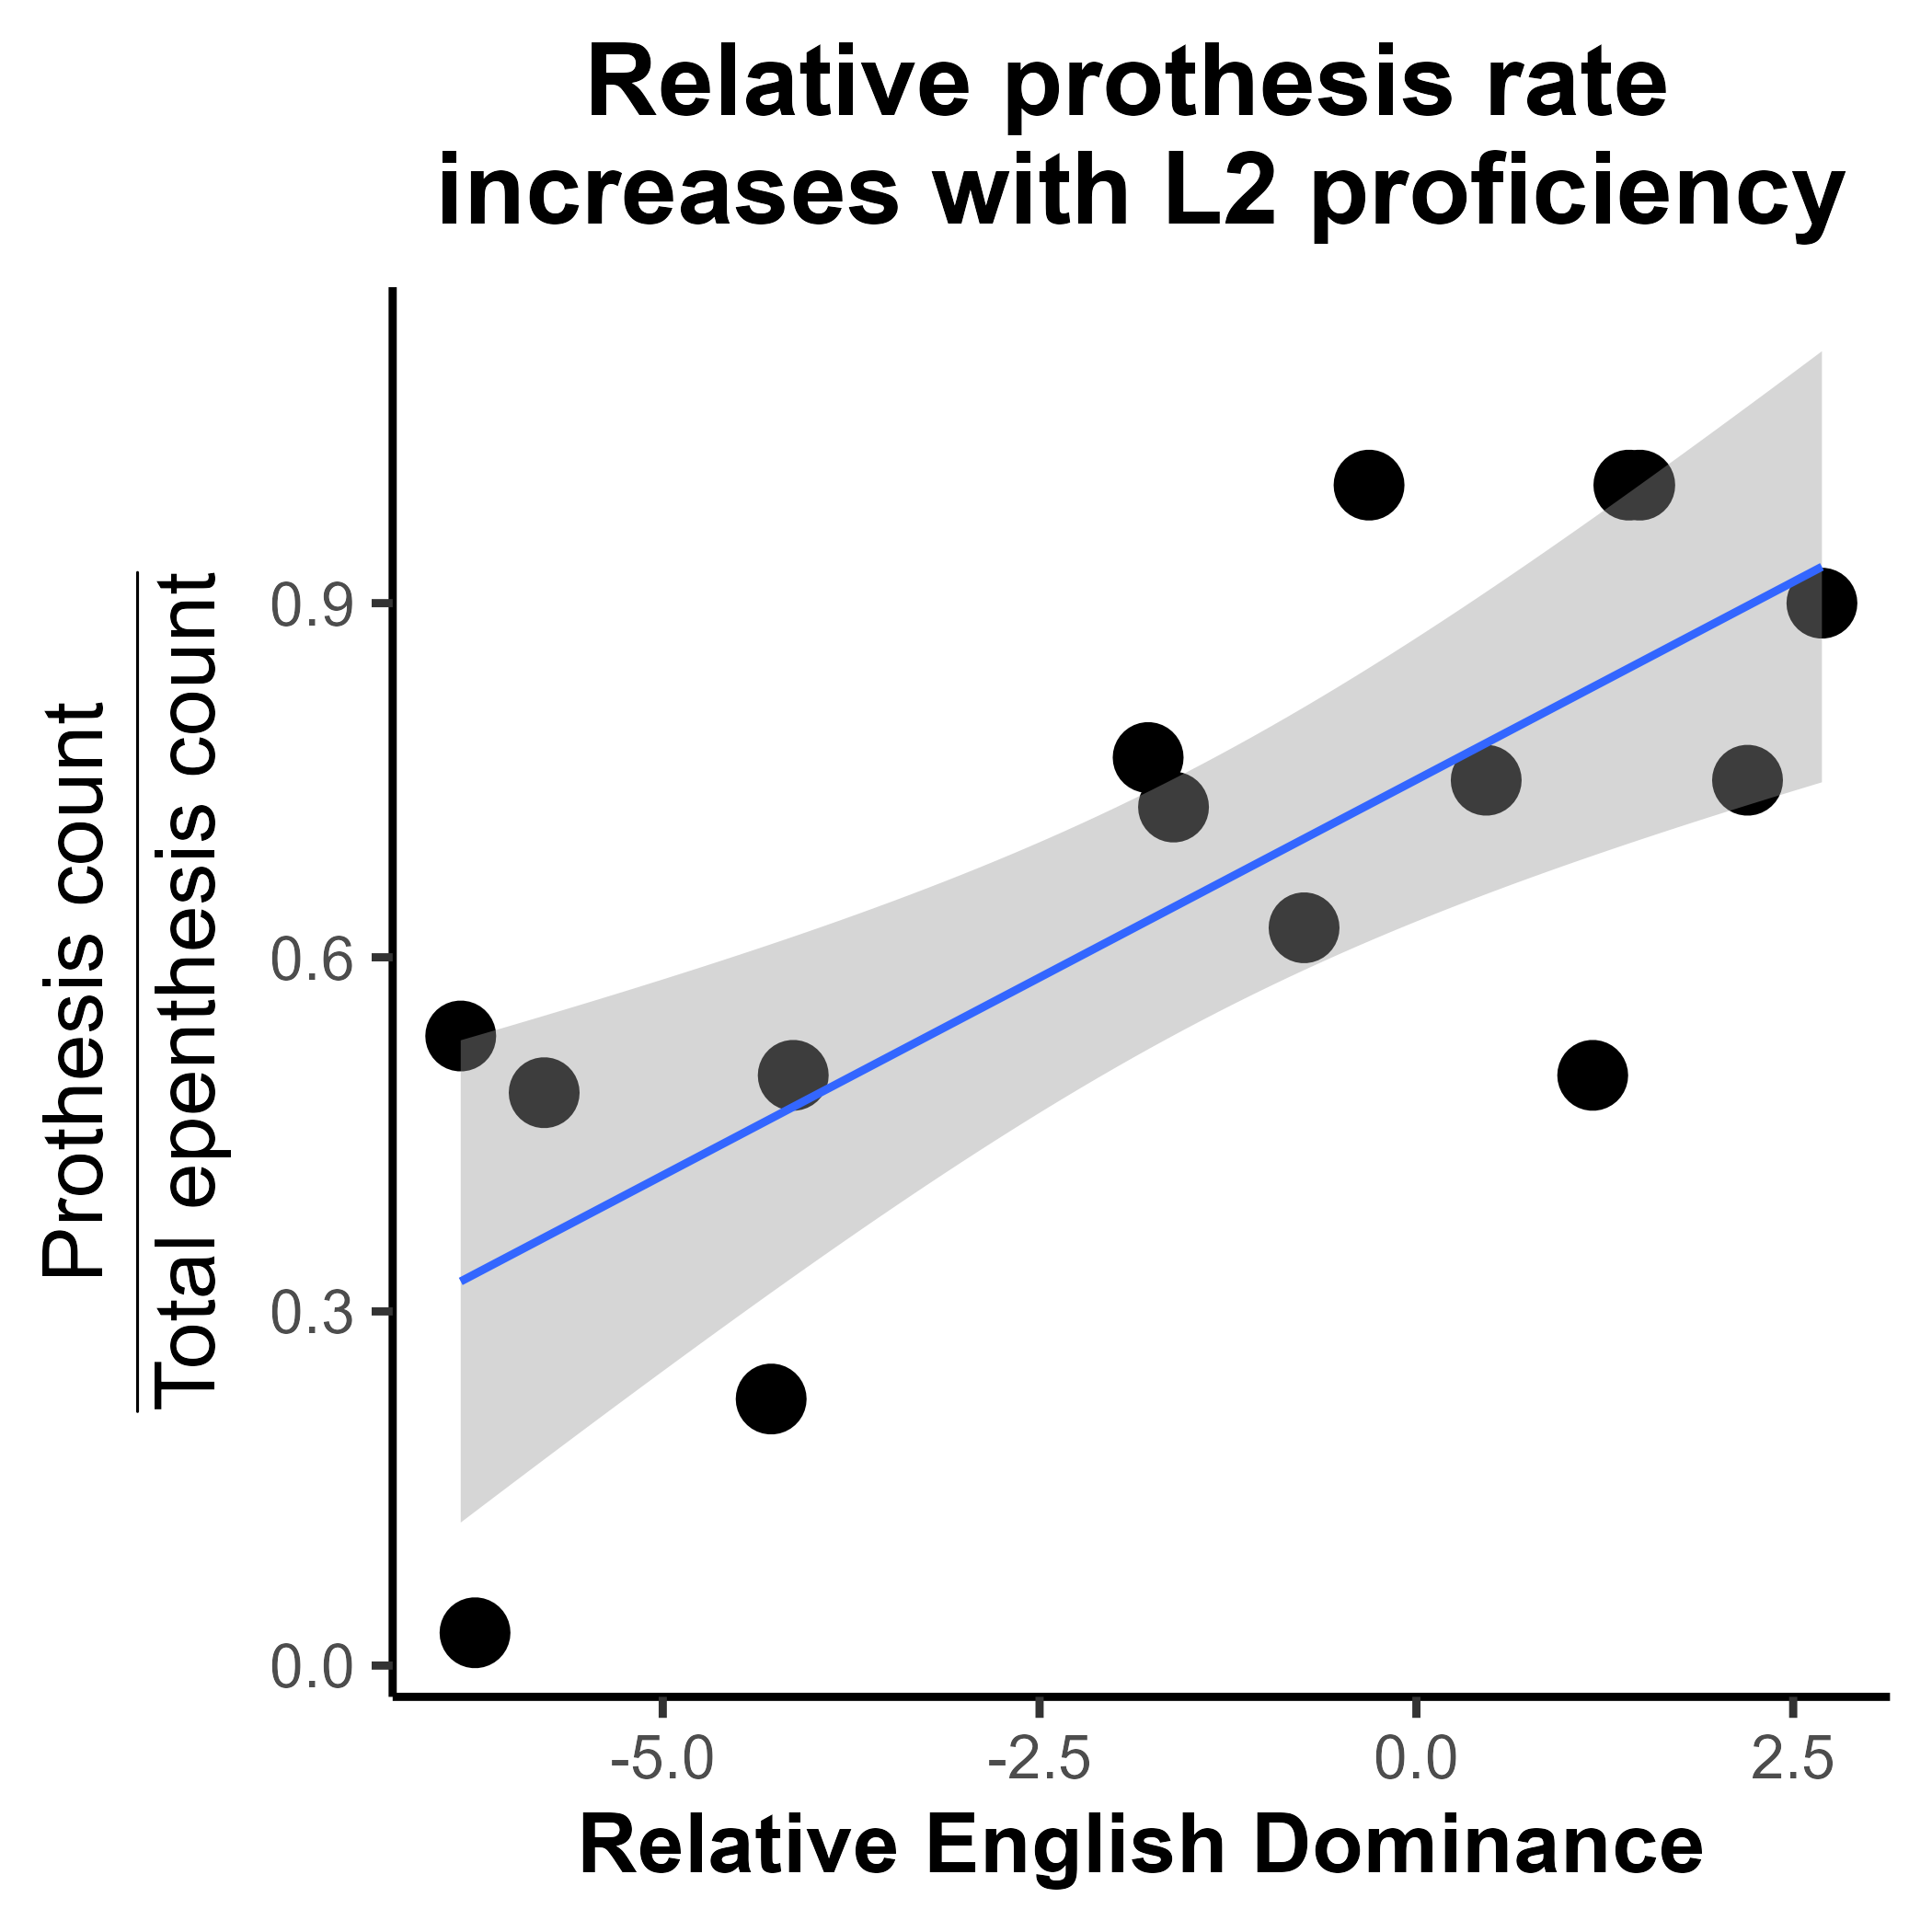 Relative prothesis rate
increases with L2 proficiency
Prothesis count
Total epenthesis count
0.9
0.6
0.3
0.0
-5.0
-2.5
0.0
2.5
Relative English Dominance